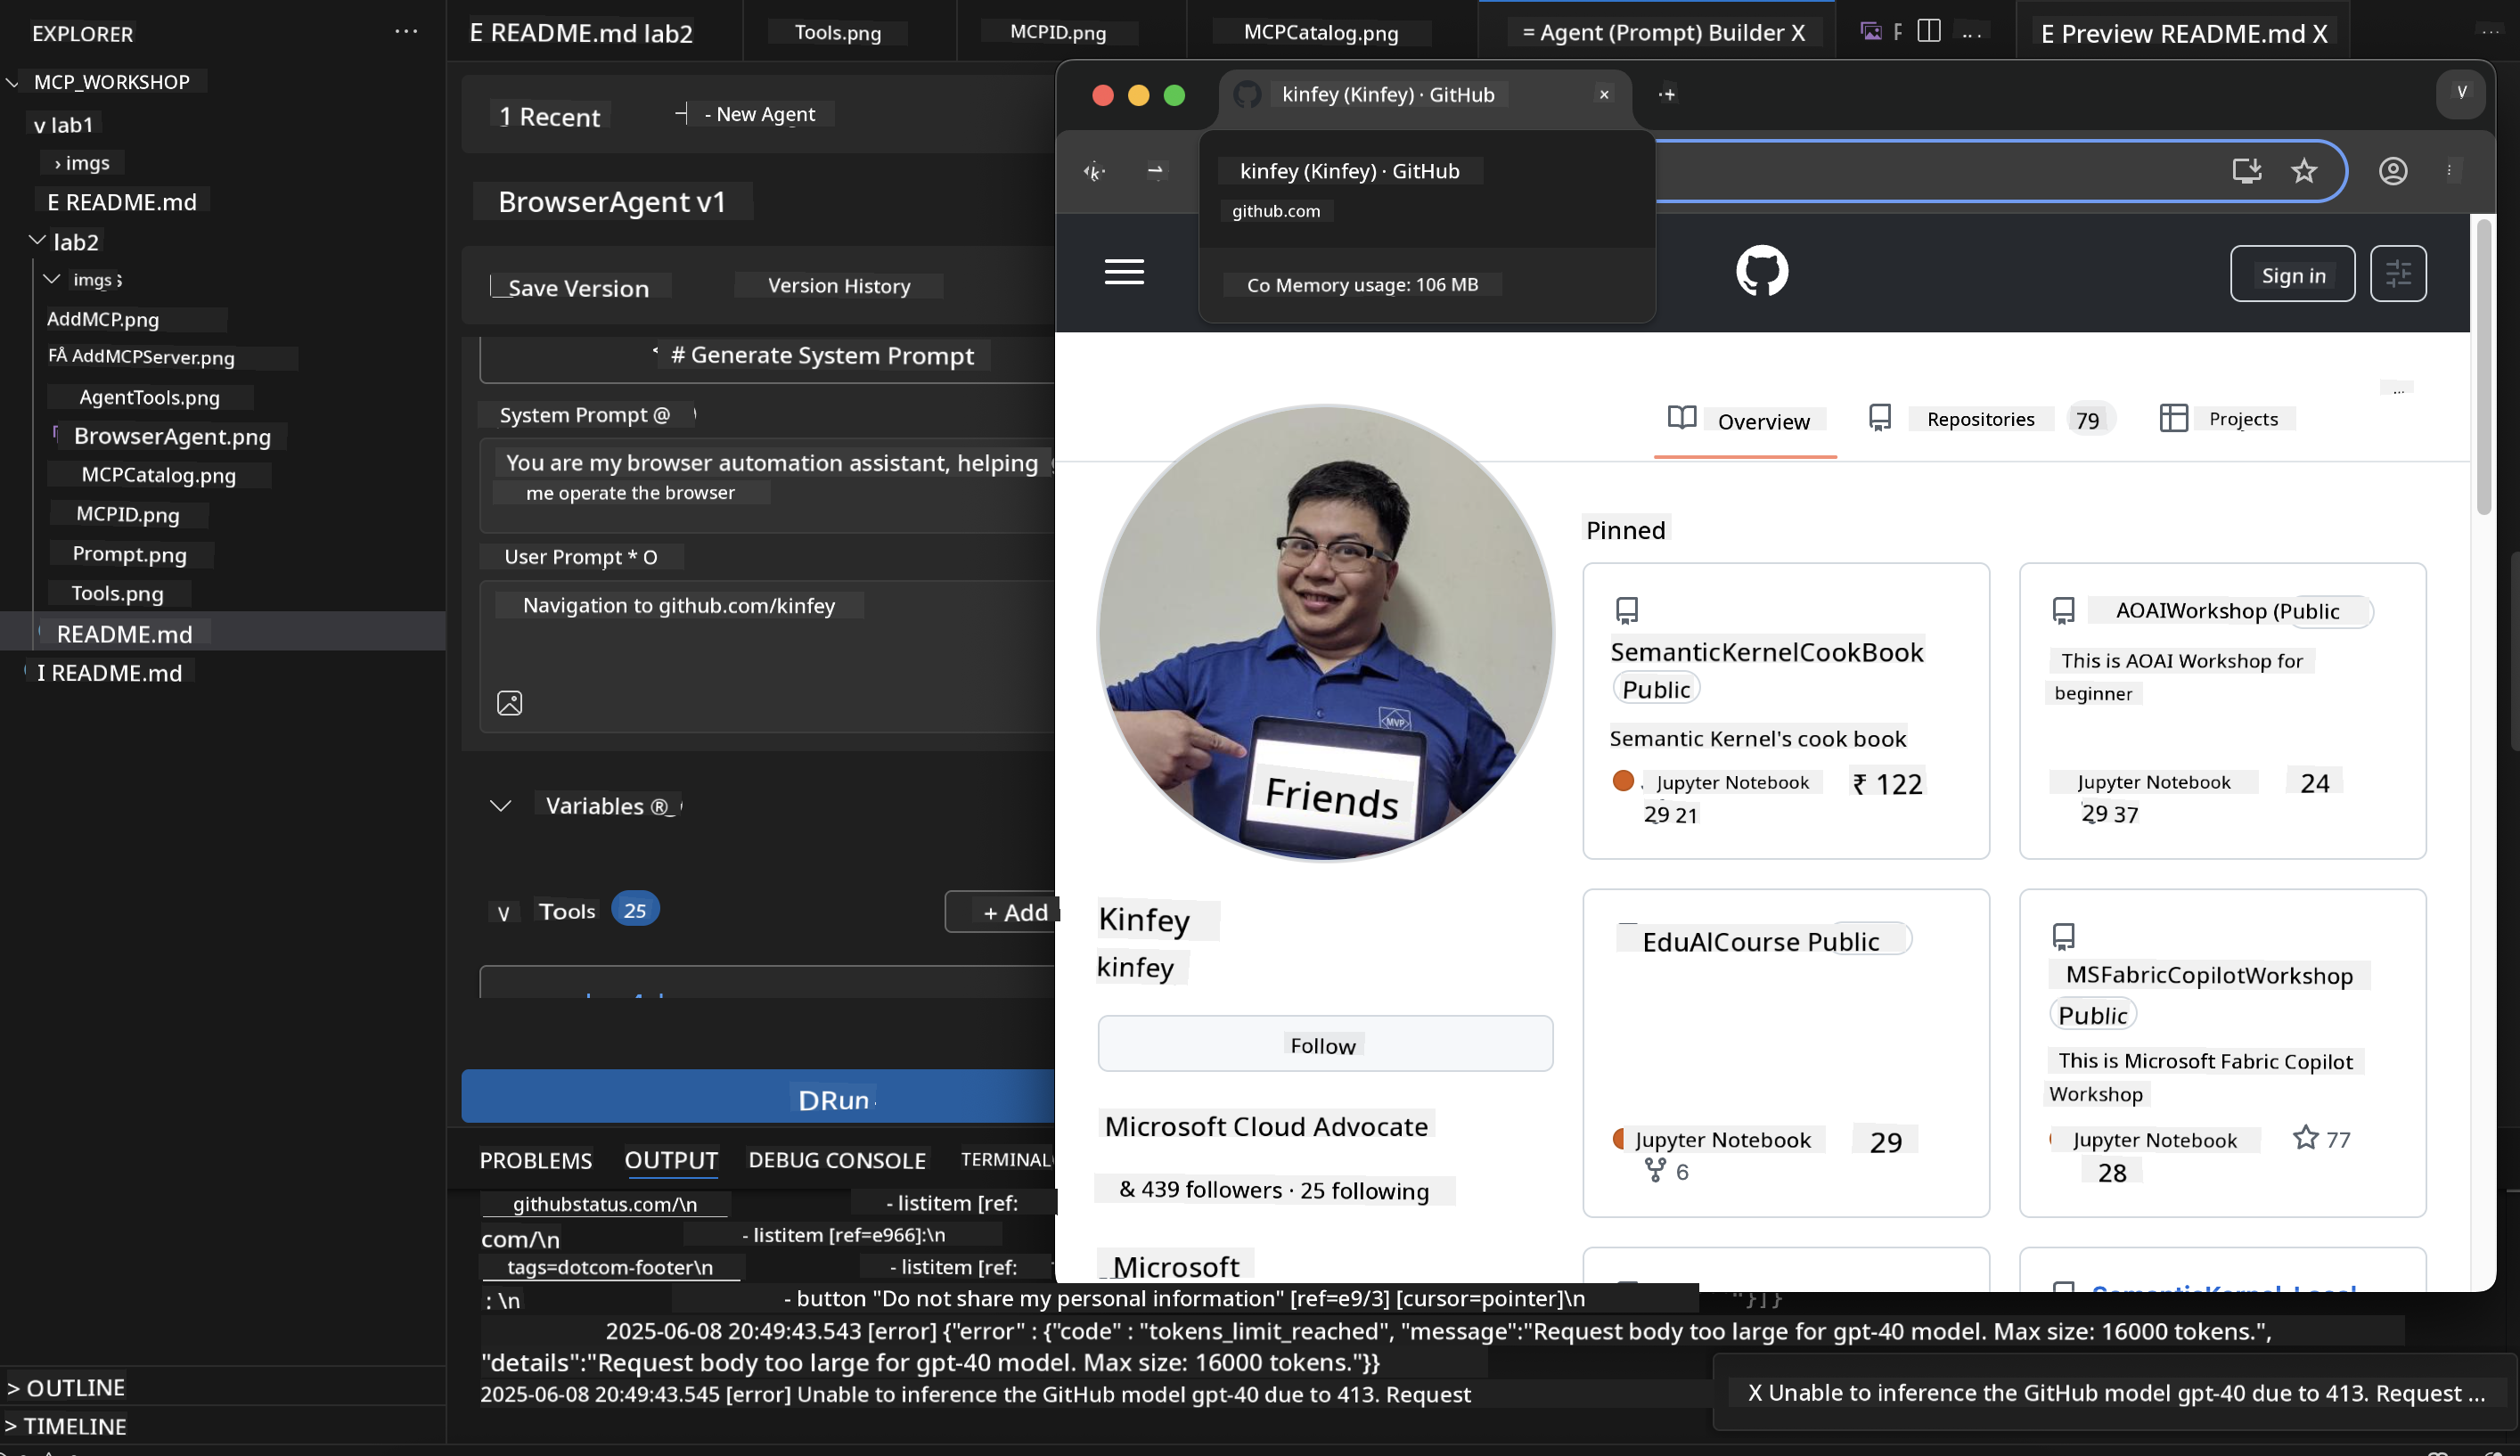 EXPLORER
MCP_WORKSHOP
v lab1
› imgs
E README.md
lab2
imgs
AddMCP.png
FÅ AddMCPServer.png
AgentTools.png
BrowserAgent.png
MCPCatalog.png
MCPID.png
Prompt.png
Tools.png
README.md
I README.md
> OUTLINE
> TIMELINE
E README.md lab2
Tools.png
MCPID.png
MCPCatalog.png
= Agent (Prompt) Builder X
E Preview README.md X
1 Recent
- New Agent
BrowserAgent v1
Save Version
Version History
# Generate System Prompt
System Prompt @
You are my browser automation assistant, helping
me operate the browser
User Prompt * O
Navigation to github.com/kinfey
Variables ®
v Tools 25
+ Add
DRun
PROBLEMS OUTPUT DEBUG CONSOLE TERMINAL
githubstatus.com/\n - listitem [ref:
com/\n - listitem [ref=e966]:\n
tags=dotcom-footer\n - listitem [ref:
: \n - button "Do not share my personal information" [ref=e9/3] [cursor=pointer]\n "}]}
2025-06-08 20:49:43.543 [error] {"error" : {"code" : "tokens_limit_reached", "message":"Request body too large for gpt-40 model. Max size: 16000 tokens.",
"details":"Request body too large for gpt-40 model. Max size: 16000 tokens."}}
2025-06-08 20:49:43.545 [error] Unable to inference the GitHub model gpt-40 due to 413. Request
X Unable to inference the GitHub model gpt-40 due to 413. Request ...
kinfey (Kinfey) · GitHub
kinfey (Kinfey) · GitHub
github.com
Co Memory usage: 106 MB
Sign in
Overview
Repositories 79
Projects
MVP
Friends
Kinfey
kinfey
Follow
Microsoft Cloud Advocate
& 439 followers · 25 following
Microsoft
Pinned
SemanticKernelCookBook
Public
Semantic Kernel's cook book
Jupyter Notebook ₹ 122
29 21
AOAIWorkshop (Public
This is AOAI Workshop for
beginner
Jupyter Notebook 24
29 37
EduAlCourse Public
Jupyter Notebook 29
6
MSFabricCopilotWorkshop
Public
This is Microsoft Fabric Copilot
Workshop
Jupyter Notebook 77
28